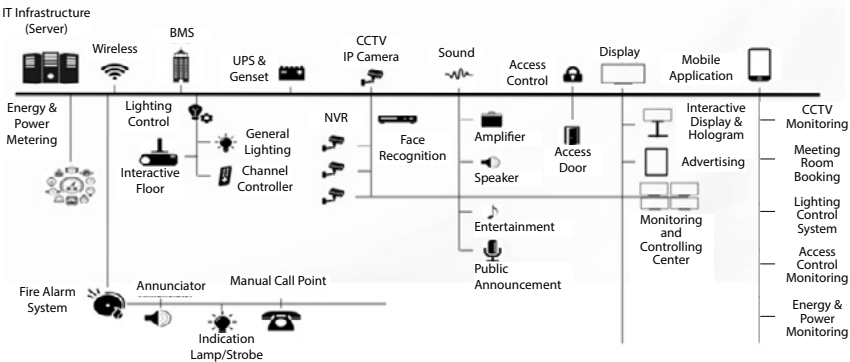 IT Infrastructure
(Server)
Wireless
BMS
UPS &
Genset
CCTV
IP Camera
Sound
Access
Control
Display
Mobile
Application
Energy &
Power
Metering
Lighting
Control
Interactive
Floor
General
Lighting
Channel
Controller
NVR
Face
Recognition
Amplifier
Speaker
Entertainment
Public
Announcement
Access
Door
Interactive
Display &
Hologram
Advertising
Monitoring
and
Controlling
Center
CCTV
Monitoring
Meeting
Room
Booking
Lighting
Control
System
Access
Control
Monitoring
Energy &
Power
Monitoring
Fire Alarm
System
Annunciator
Manual Call Point
Indication
Lamp/Strobe